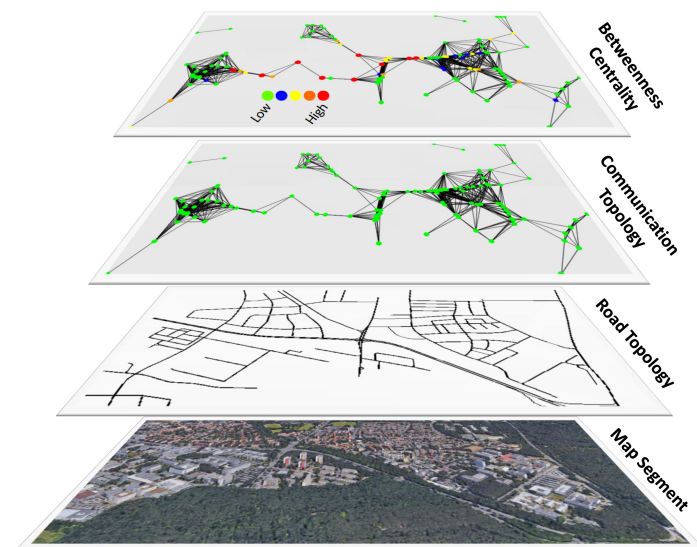 Betweenness
Centrality
Low
High
Communication
Topology
Road Topology
Map Segment